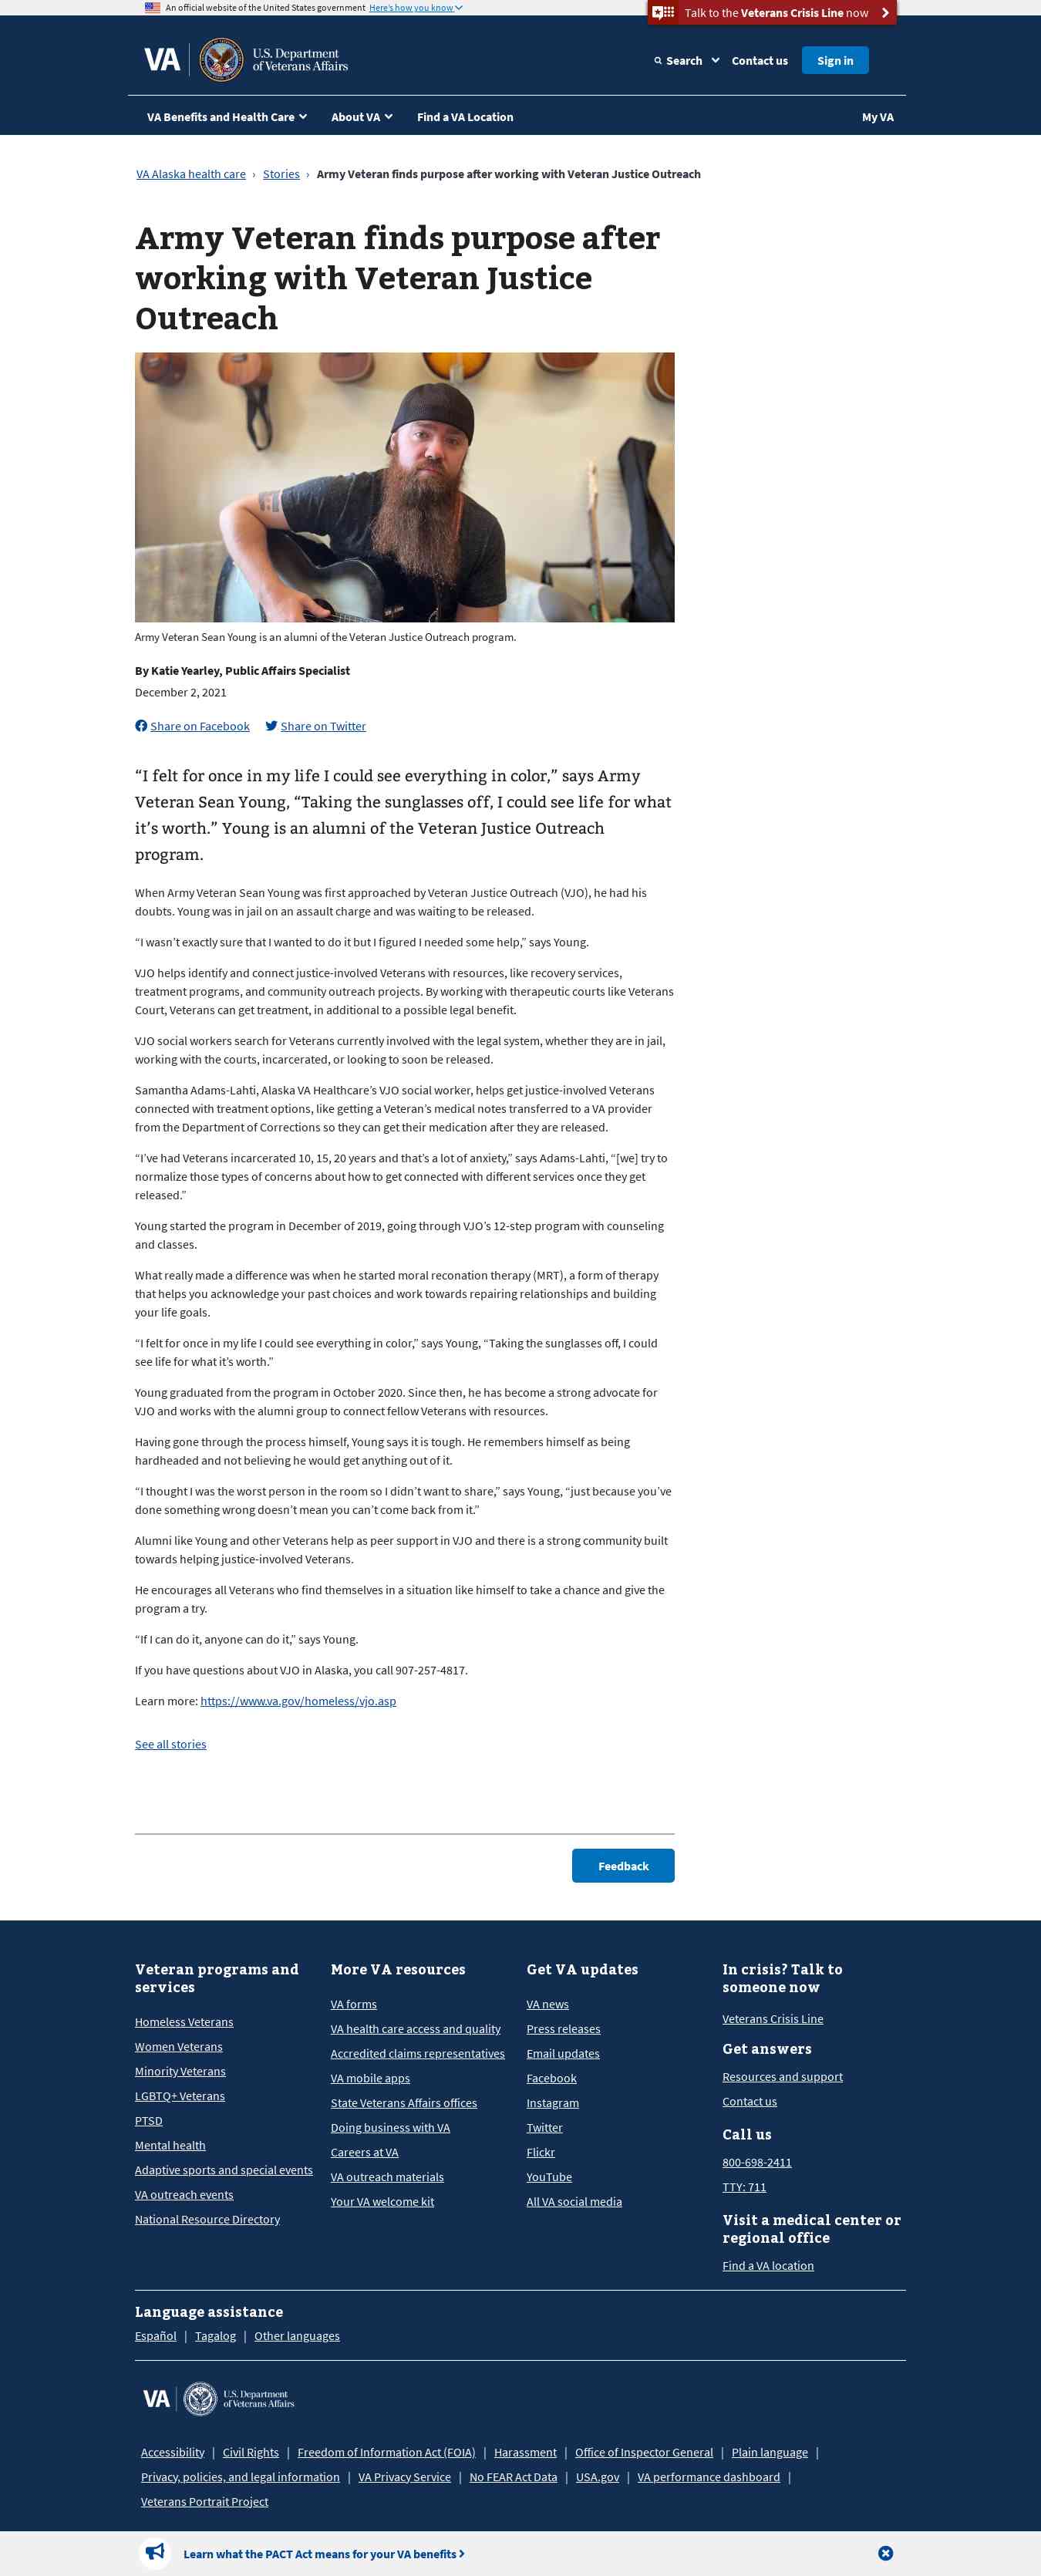 An official website of the United States government Here's how you know
Talk to the Veterans Crisis Line now
VA
U.S. Department
of Veterans Affairs
Search
Contact us
Sign in
VA Benefits and Health Care
About VA
Find a VA Location
My VA
VA Alaska health care › Stories › Army Veteran finds purpose after working with Veteran Justice Outreach
Army Veteran finds purpose after
working with Veteran Justice
Outreach
Army Veteran Sean Young is an alumni of the Veteran Justice Outreach program.
By Katie Yearley, Public Affairs Specialist
December 2, 2021
Share on Facebook
Share on Twitter
“I felt for once in my life I could see everything in color,” says Army
Veteran Sean Young, “Taking the sunglasses off, I could see life for what
it’s worth.” Young is an alumni of the Veteran Justice Outreach
program.
When Army Veteran Sean Young was first approached by Veteran Justice Outreach (VJO), he had his
doubts. Young was in jail on an assault charge and was waiting to be released.
“I wasn’t exactly sure that I wanted to do it but I figured I needed some help,” says Young.
VJO helps identify and connect justice-involved Veterans with resources, like recovery services,
treatment programs, and community outreach projects. By working with therapeutic courts like Veterans
Court, Veterans can get treatment, in additional to a possible legal benefit.
VJO social workers search for Veterans currently involved with the legal system, whether they are in jail,
working with the courts, incarcerated, or looking to soon be released.
Samantha Adams-Lahti, Alaska VA Healthcare’s VJO social worker, helps get justice-involved Veterans
connected with treatment options, like getting a Veteran’s medical notes transferred to a VA provider
from the Department of Corrections so they can get their medication after they are released.
“I’ve had Veterans incarcerated 10, 15, 20 years and that’s a lot of anxiety,” says Adams-Lahti, “[we] try to
normalize those types of concerns about how to get connected with different services once they get
released.”
Young started the program in December of 2019, going through VJO’s 12-step program with counseling
and classes.
What really made a difference was when he started moral reconation therapy (MRT), a form of therapy
that helps you acknowledge your past choices and work towards repairing relationships and building
your life goals.
“I felt for once in my life I could see everything in color,” says Young, “Taking the sunglasses off, I could
see life for what it’s worth.”
Young graduated from the program in October 2020. Since then, he has become a strong advocate for
VJO and works with the alumni group to connect fellow Veterans with resources.
Having gone through the process himself, Young says it is tough. He remembers himself as being
hardheaded and not believing he would get anything out of it.
“I thought I was the worst person in the room so I didn’t want to share,” says Young, “just because you’ve
done something wrong doesn’t mean you can’t come back from it.”
Alumni like Young and other Veterans help as peer support in VJO and there is a strong community built
towards helping justice-involved Veterans.
He encourages all Veterans who find themselves in a situation like himself to take a chance and give the
program a try.
“If I can do it, anyone can do it,” says Young.
If you have questions about VJO in Alaska, you call 907-257-4817.
Learn more: https://www.va.gov/homeless/vjo.asp
See all stories
Feedback
Veteran programs and
services
Homeless Veterans
Women Veterans
Minority Veterans
LGBTQ+ Veterans
PTSD
Mental health
Adaptive sports and special events
VA outreach events
National Resource Directory
More VA resources
VA forms
VA health care access and quality
Accredited claims representatives
VA mobile apps
State Veterans Affairs offices
Doing business with VA
Careers at VA
VA outreach materials
Your VA welcome kit
Get VA updates
VA news
Press releases
Email updates
Facebook
Instagram
Twitter
Flickr
YouTube
All VA social media
In crisis? Talk to
someone now
Veterans Crisis Line
Get answers
Resources and support
Contact us
Call us
800-698-2411
TTY: 711
Visit a medical center or
regional office
Find a VA location
Language assistance
Español | Tagalog | Other languages
VA
U.S. Department
of Veterans Affairs
Accessibility | Civil Rights | Freedom of Information Act (FOIA) | Harassment | Office of Inspector General | Plain language |
Privacy, policies, and legal information | VA Privacy Service | No FEAR Act Data | USA.gov | VA performance dashboard |
Veterans Portrait Project
Learn what the PACT Act means for your VA benefits